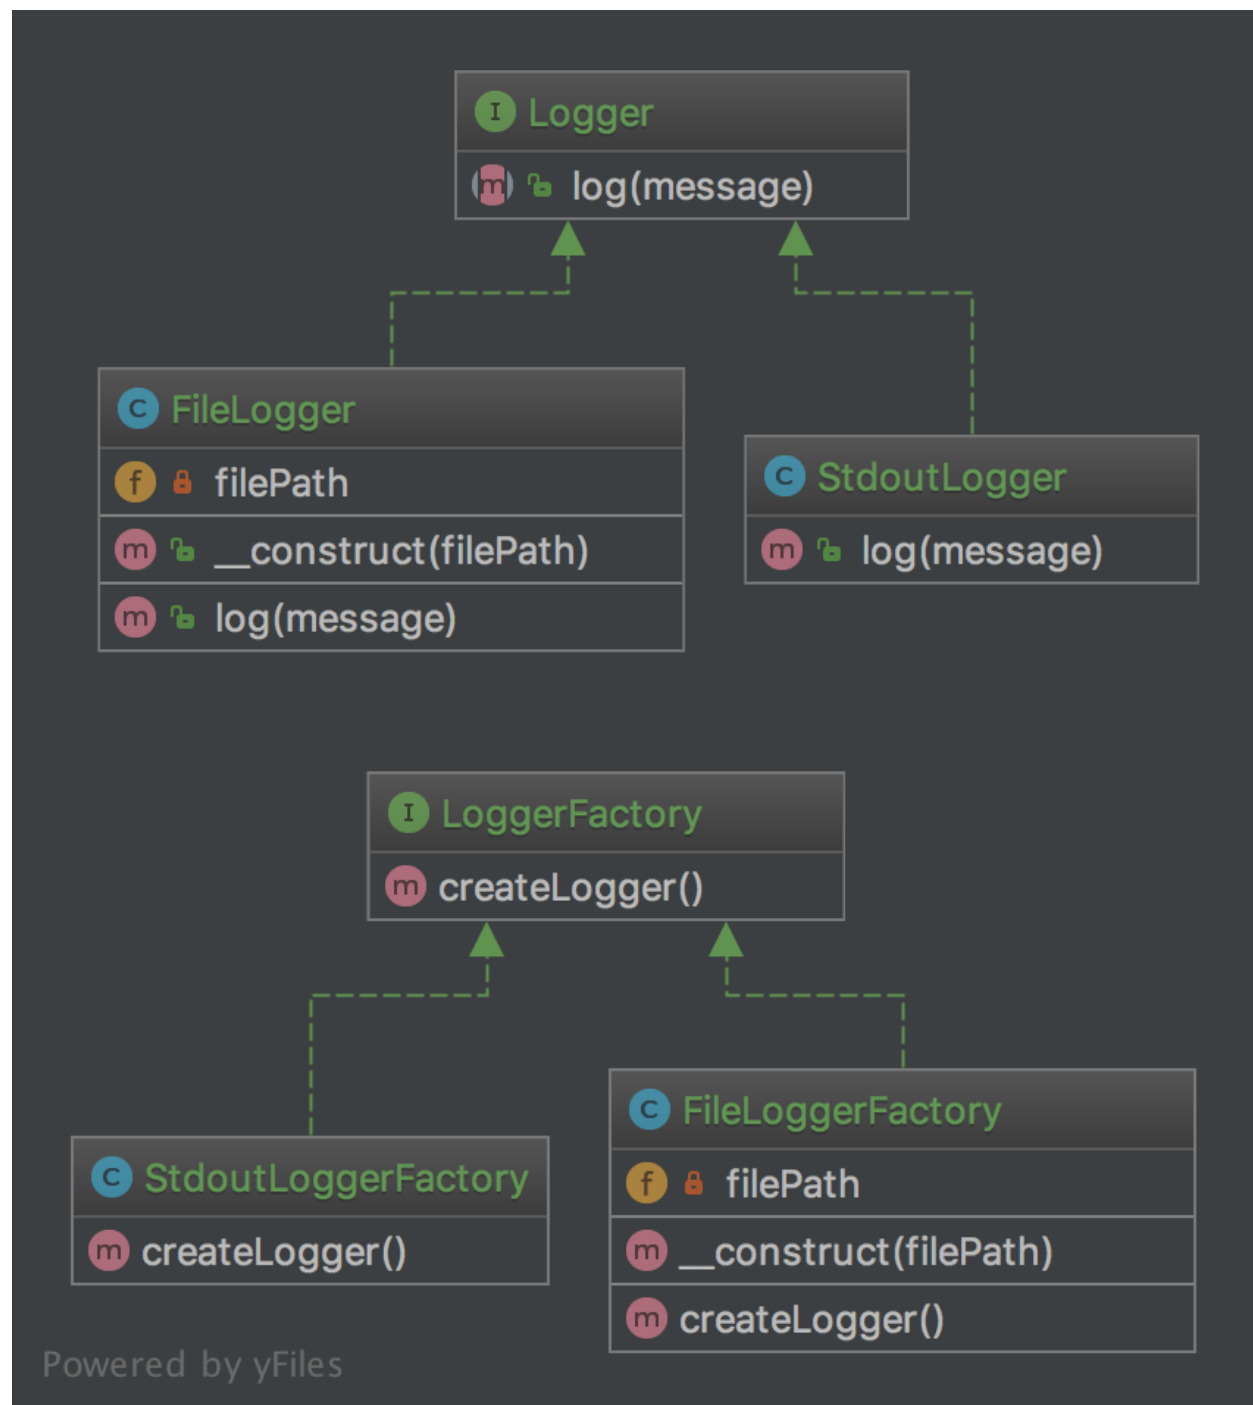 I Logger
m log(message)
C FileLogger
f filePath
m __construct(filePath)
m log(message)
C StdoutLogger
m log(message)
I LoggerFactory
m createLogger()
C StdoutLoggerFactory
m createLogger()
C FileLoggerFactory
f filePath
m __construct(filePath)
m createLogger()
Powered by yFiles